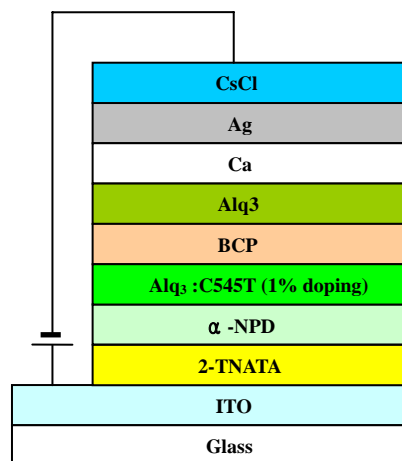 CsCl
Ag
Ca
Alq3
BCP
Alq₃ :C545T (1% doping)
α -NPD
2-TNATA
ITO
Glass